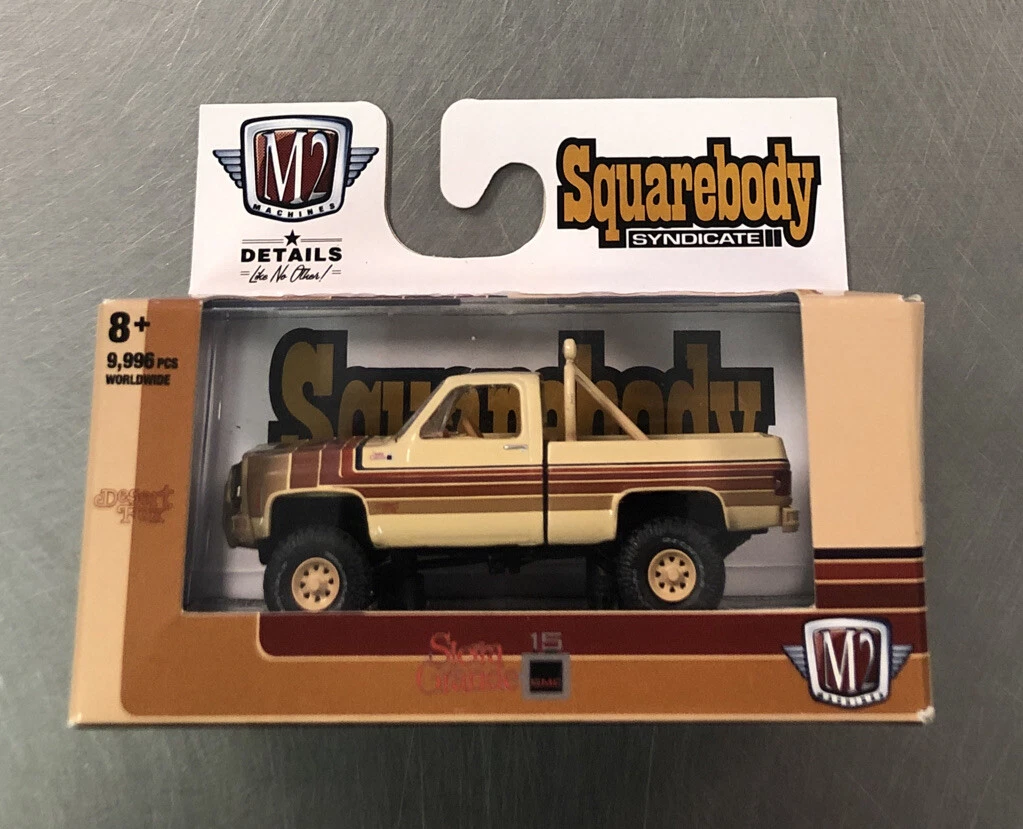 M2
MACHINES
DETAILS
Like No Other!
Squarebody
SYNDICATE
8+
9,996 PCS
WORLDWIDE
Squarebody
Desert
Fox
Sierra
Grande
15
GMC
M2
MACHINES